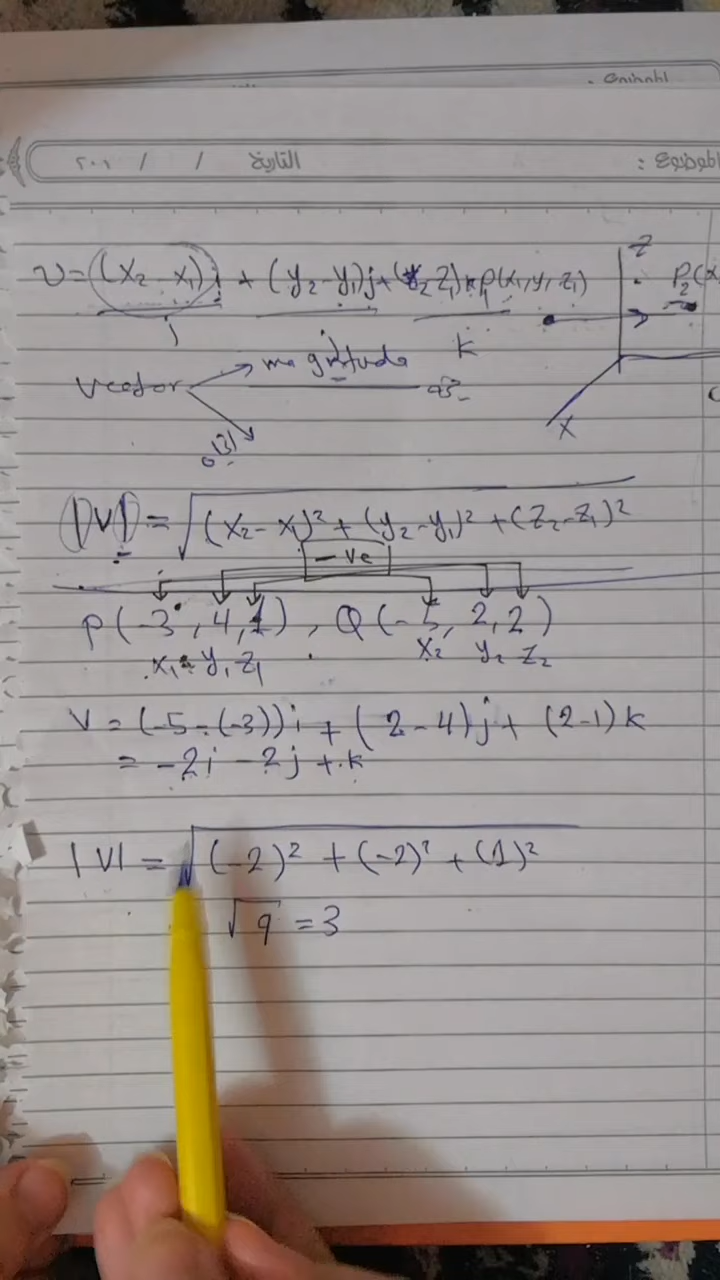 الموضوع :
التاريخ / / ٢٠١
v = (x₂ - x₁)i + (y₂ - y₁)j + (z₂ z₁)k P₁(x₁, y₁, z₁)
z
P₂(x
i
j
k
vector
magnitude
x
|V| = √(x₂ - x₁)² + (y₂ - y₁)² + (z₂ - z₁)²
-ve
P(-3, 4, 1), Q(-5, 2, 2)
x₁ y₁ z₁ x₂ y₂ z₂
V = (-5 - (-3))i + (2 - 4)j + (2-1)k
= -2i - 2j + k
|V| = √(-2)² + (-2)² + (1)²
√9 = 3